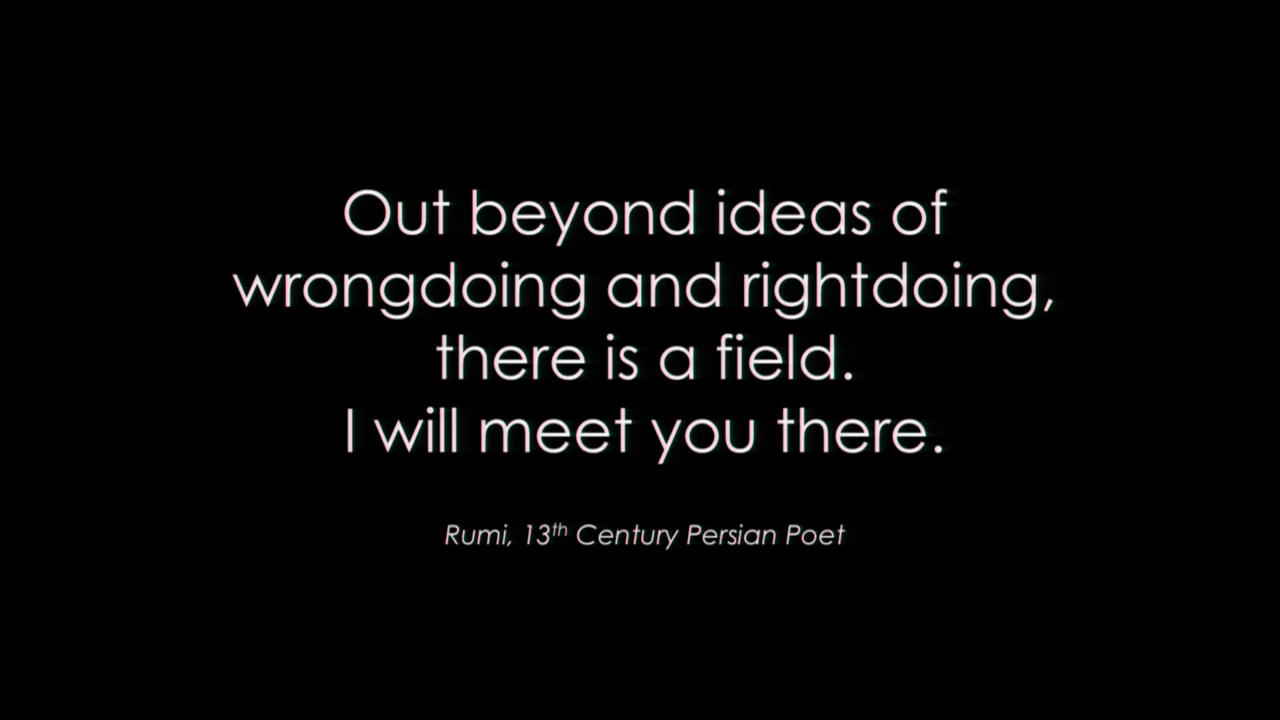 Out beyond ideas of
wrongdoing and rightdoing,
there is a field.
I will meet you there.
Rumi, 13th Century Persian Poet